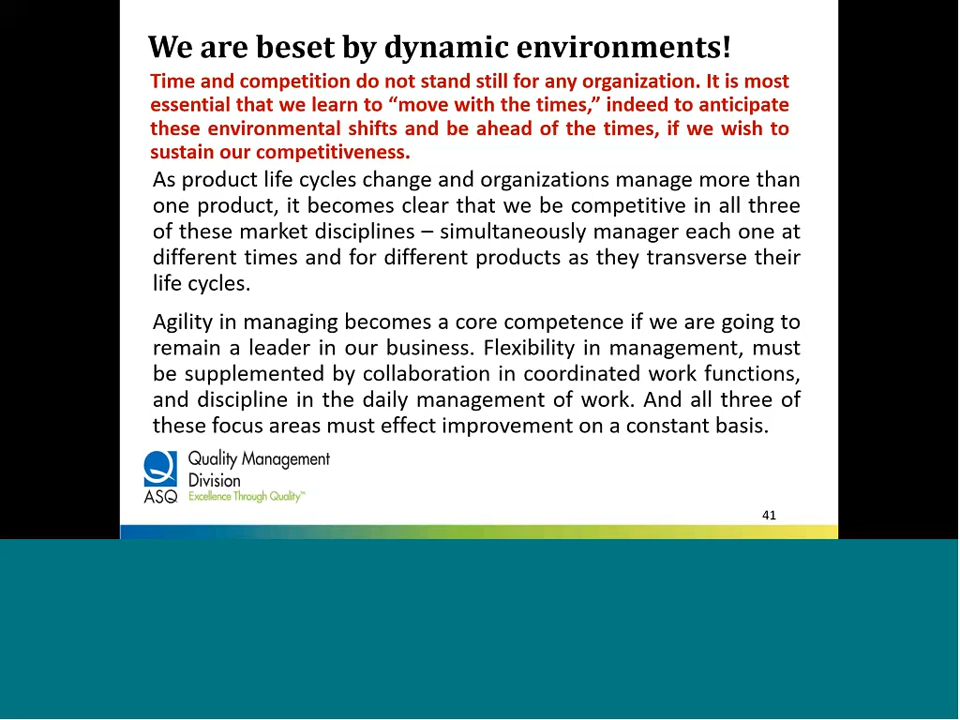 We are beset by dynamic environments!
Time and competition do not stand still for any organization. It is most
essential that we learn to “move with the times,” indeed to anticipate
these environmental shifts and be ahead of the times, if we wish to
sustain our competitiveness.
As product life cycles change and organizations manage more than
one product, it becomes clear that we be competitive in all three
of these market disciplines – simultaneously manager each one at
different times and for different products as they transverse their
life cycles.
Agility in managing becomes a core competence if we are going to
remain a leader in our business. Flexibility in management, must
be supplemented by collaboration in coordinated work functions,
and discipline in the daily management of work. And all three of
these focus areas must effect improvement on a constant basis.
Quality Management
Division
ASQ Excellence Through Quality™
41